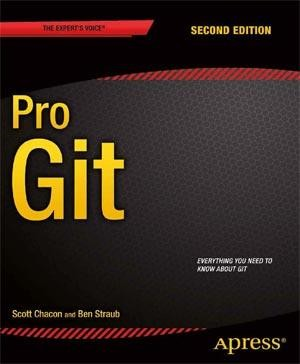 THE EXPERT'S VOICE®
SECOND EDITION
Pro
Git
EVERYTHING YOU NEED TO
KNOW ABOUT GIT
Scott Chacon and Ben Straub
Apress®